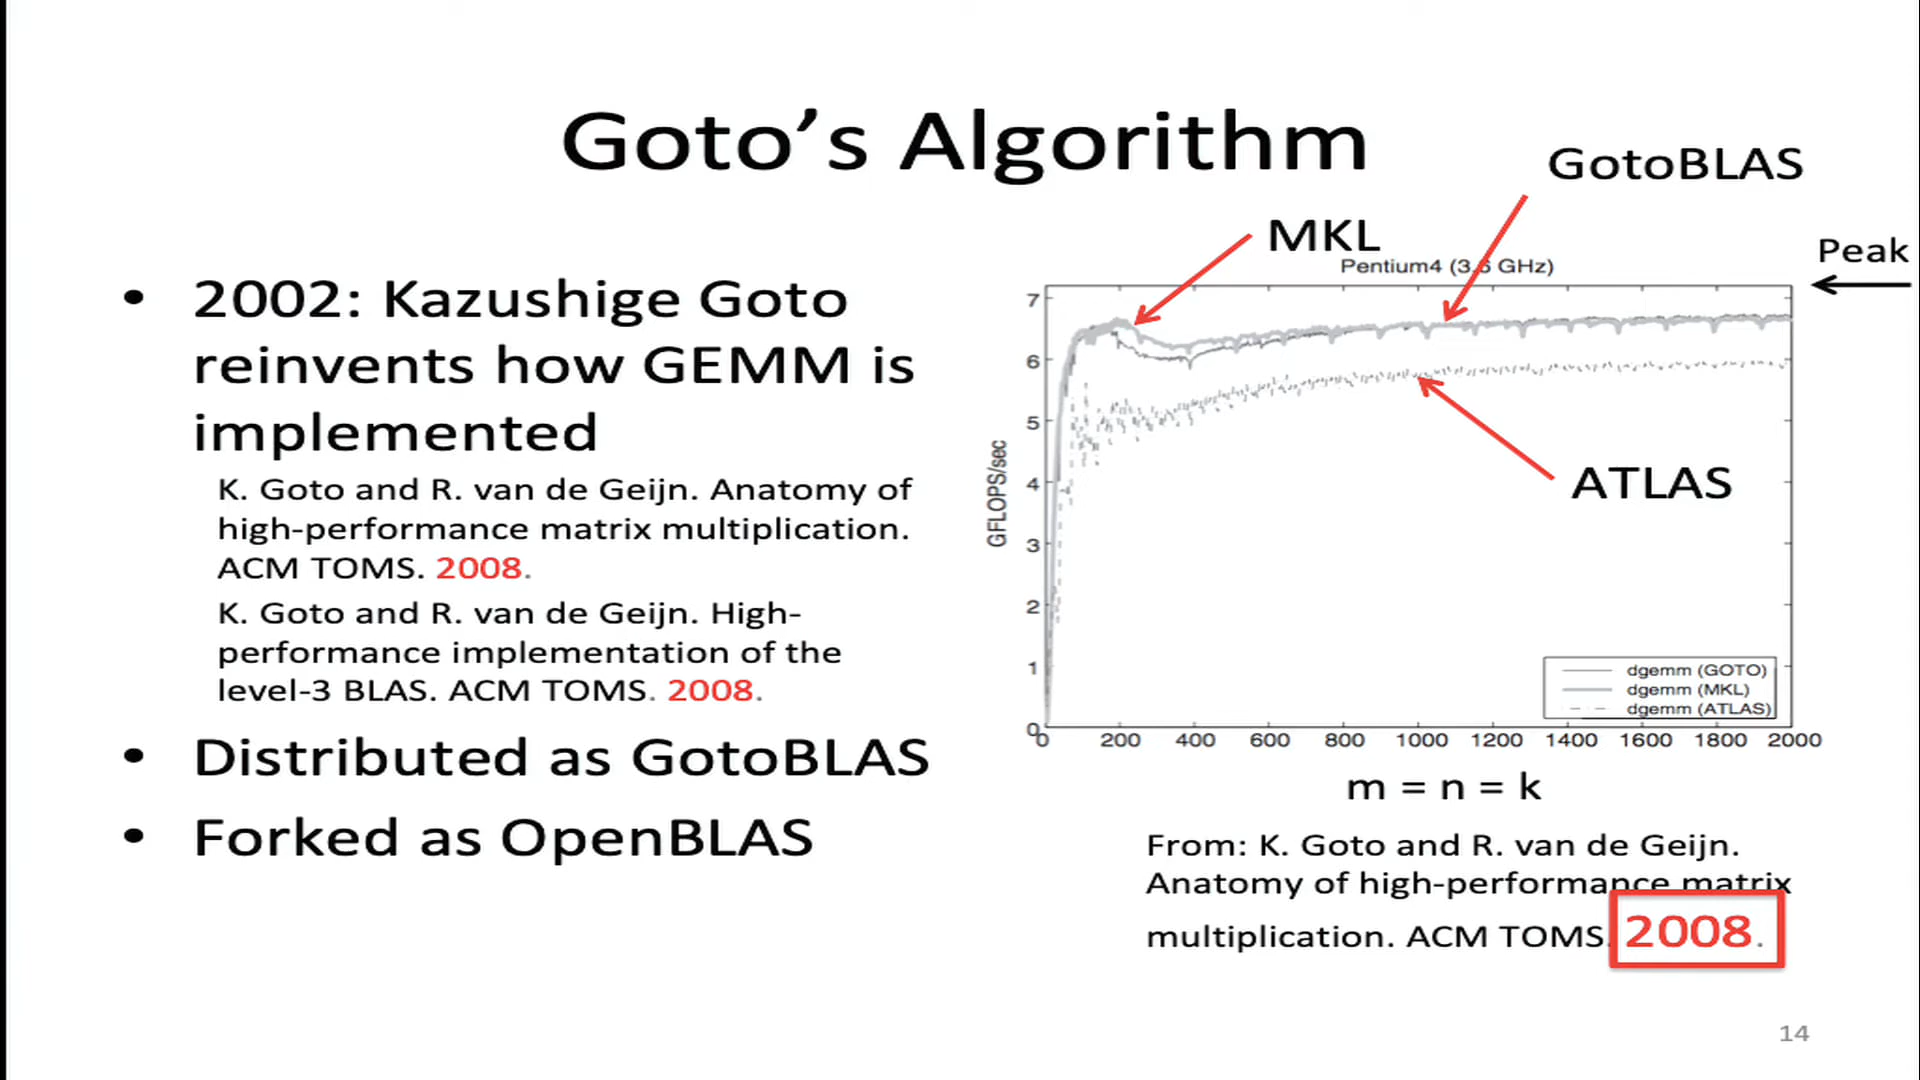 Goto's Algorithm
• 2002: Kazushige Goto
reinvents how GEMM is
implemented
K. Goto and R. van de Geijn. Anatomy of
high-performance matrix multiplication.
ACM TOMS. 2008.
K. Goto and R. van de Geijn. High-
performance implementation of the
level-3 BLAS. ACM TOMS. 2008.
• Distributed as GotoBLAS
• Forked as OpenBLAS
GotoBLAS
MKL
Peak
Pentium4 (3.6 GHz)
7
6
5
4
3
2
1
0
GFLOPS/sec
ATLAS
dgemm (GOTO)
dgemm (MKL)
dgemm (ATLAS)
0 200 400 600 800 1000 1200 1400 1600 1800 2000
m = n = k
From: K. Goto and R. van de Geijn.
Anatomy of high-performance matrix
multiplication. ACM TOMS. 2008.
14